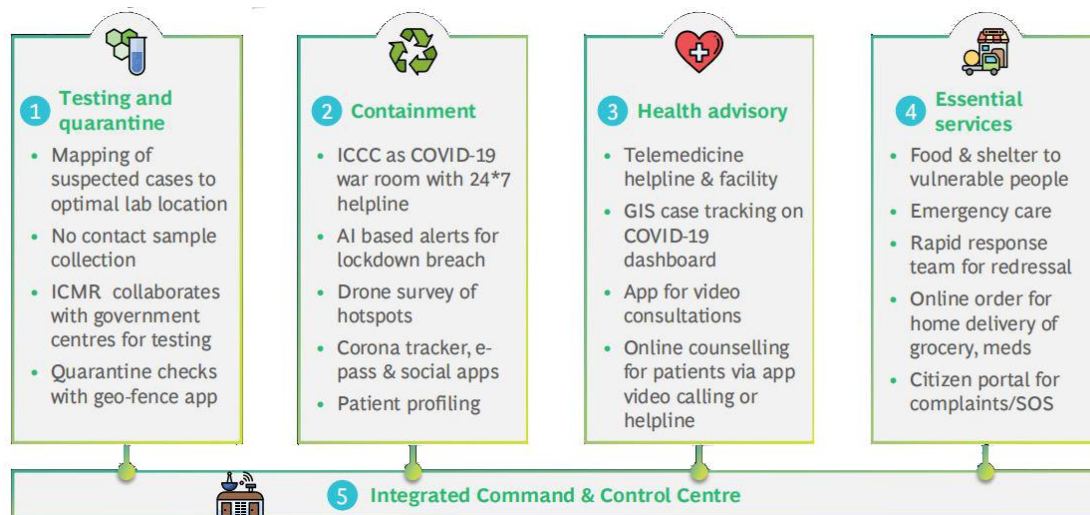 1 Testing and
quarantine
• Mapping of
suspected cases to
optimal lab location
• No contact sample
collection
• ICMR collaborates
with government
centres for testing
• Quarantine checks
with geo-fence app
2 Containment
• ICCC as COVID-19
war room with 24*7
helpline
• AI based alerts for
lockdown breach
• Drone survey of
hotspots
• Corona tracker, e-
pass & social apps
• Patient profiling
3 Health advisory
• Telemedicine
helpline & facility
• GIS case tracking on
COVID-19
dashboard
• App for video
consultations
• Online counselling
for patients via app
video calling or
helpline
4 Essential
services
• Food & shelter to
vulnerable people
• Emergency care
• Rapid response
team for redressal
• Online order for
home delivery of
grocery, meds
• Citizen portal for
complaints/SOS
5 Integrated Command & Control Centre